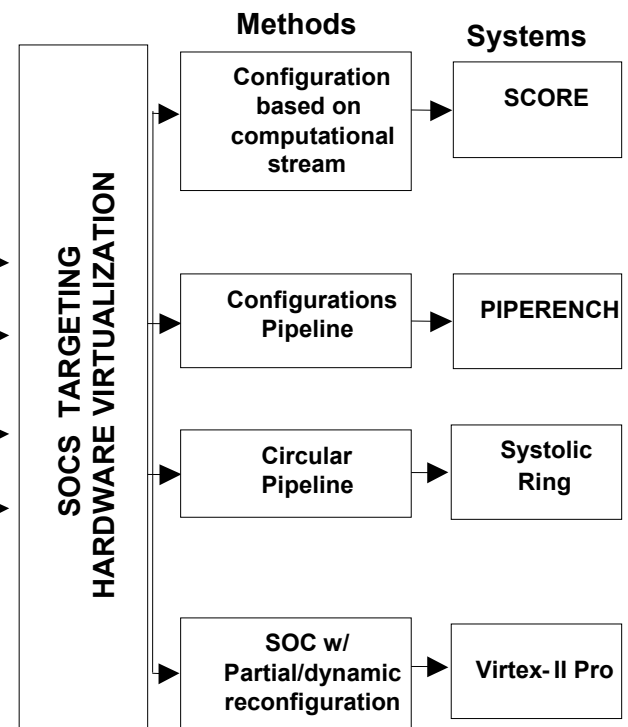 Methods
Systems
SOCS TARGETING
HARDWARE VIRTUALIZATION
Configuration
based on
computational
stream
SCORE
Configurations
Pipeline
PIPERENCH
Circular
Pipeline
Systolic
Ring
SOC w/
Partial/dynamic
reconfiguration
Virtex-II Pro